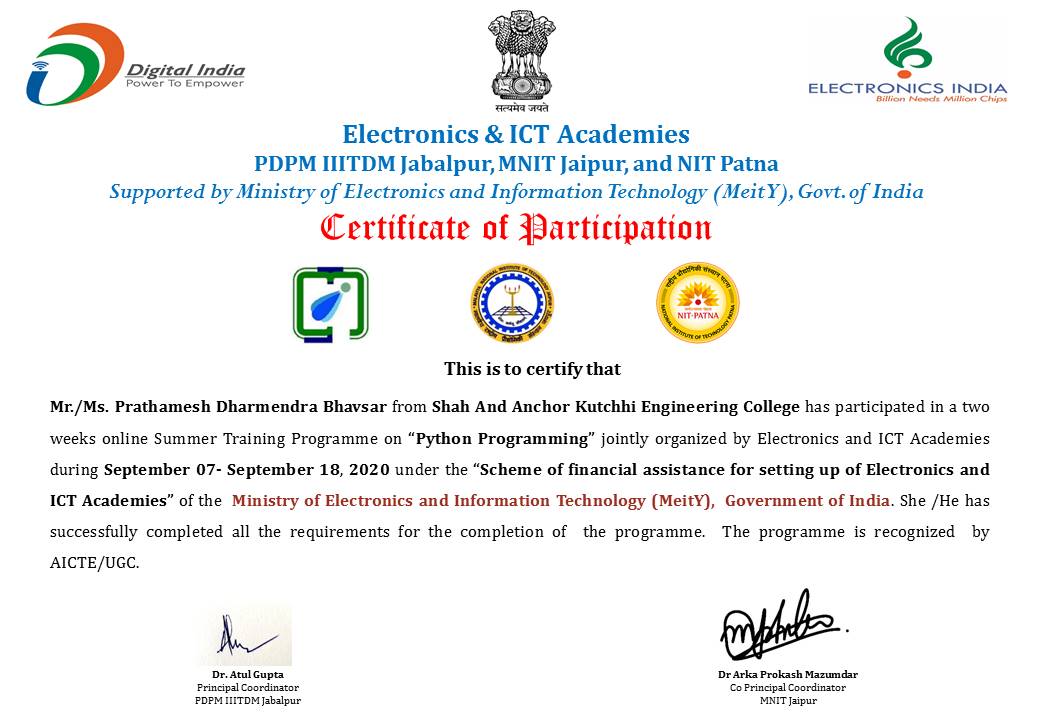 Digital India
Power To Empower
सत्यमेव जयते
ELECTRONICS INDIA
Billion Needs Million Chips
Electronics & ICT Academies
PDPM IIITDM Jabalpur, MNIT Jaipur, and NIT Patna
Supported by Ministry of Electronics and Information Technology (MeitY), Govt. of India
Certificate of Participation
NIT-PATNA
NATIONAL INSTITUTE OF TECHNOLOGY PATNA
This is to certify that
Mr./Ms. Prathamesh Dharmendra Bhavsar from Shah And Anchor Kutchhi Engineering College has participated in a two
weeks online Summer Training Programme on “Python Programming” jointly organized by Electronics and ICT Academies
during September 07- September 18, 2020 under the “Scheme of financial assistance for setting up of Electronics and
ICT Academies” of the Ministry of Electronics and Information Technology (MeitY), Government of India. She /He has
successfully completed all the requirements for the completion of the programme. The programme is recognized by
AICTE/UGC.
Dr. Atul Gupta
Principal Coordinator
PDPM IIITDM Jabalpur
Dr Arka Prokash Mazumdar
Co Principal Coordinator
MNIT Jaipur